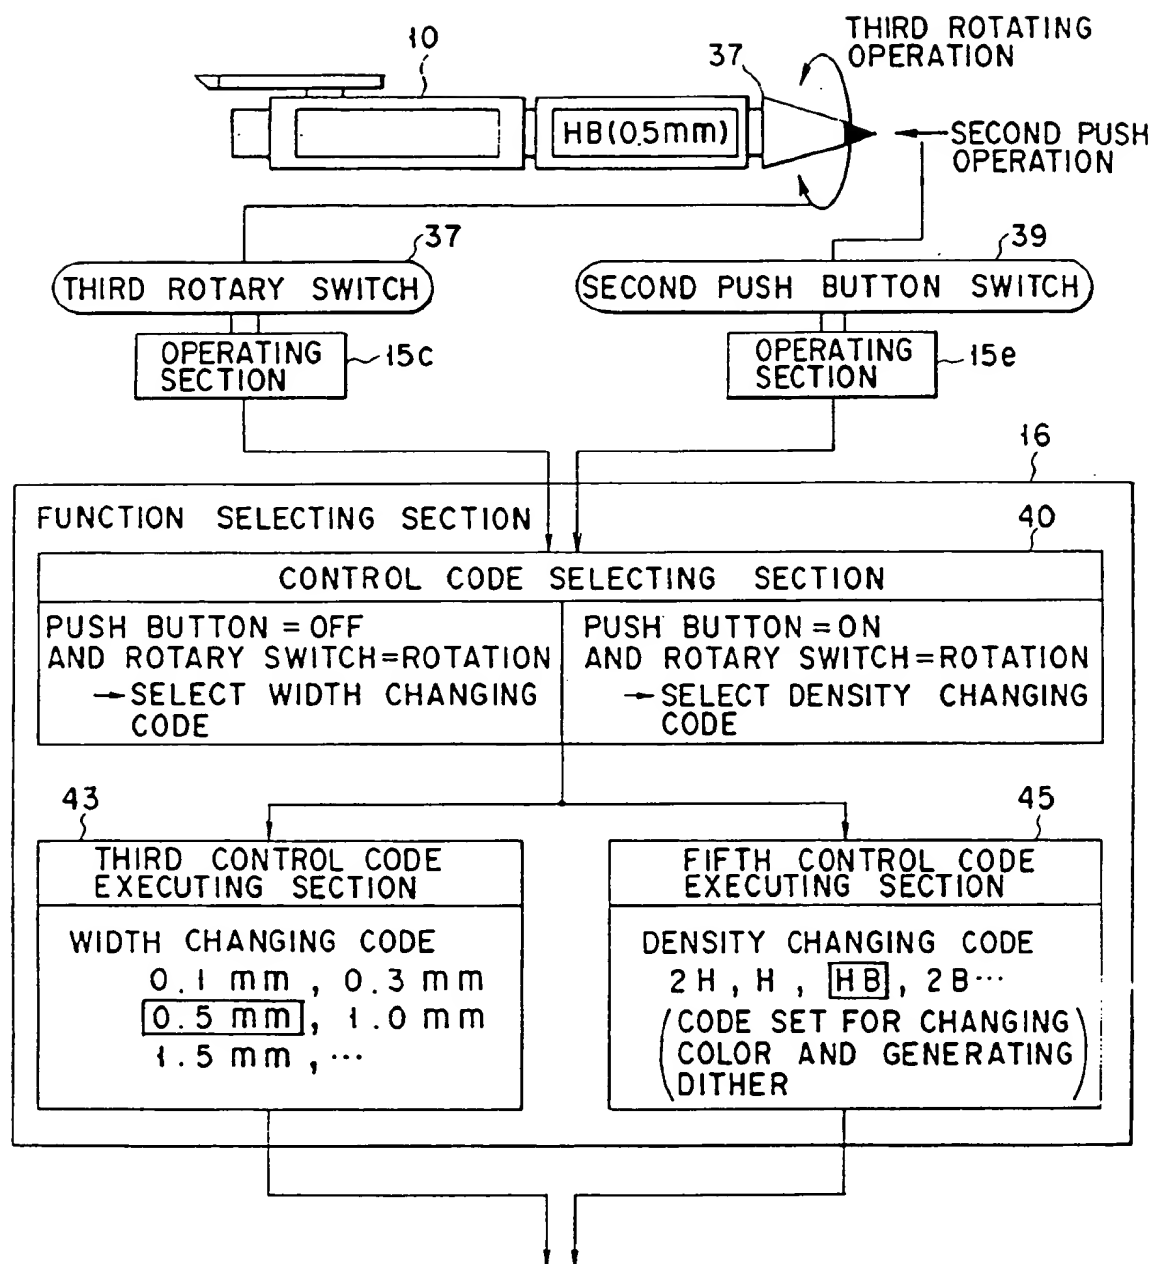 10
THIRD ROTATING
OPERATION
37
HB(0.5mm)
SECOND PUSH
OPERATION
37
THIRD ROTARY SWITCH
39
SECOND PUSH BUTTON SWITCH
OPERATING
SECTION
15c
OPERATING
SECTION
15e
16
FUNCTION SELECTING SECTION
40
CONTROL CODE SELECTING SECTION
PUSH BUTTON = OFF
AND ROTARY SWITCH=ROTATION
→ SELECT WIDTH CHANGING
CODE
PUSH BUTTON = ON
AND ROTARY SWITCH=ROTATION
→ SELECT DENSITY CHANGING
CODE
43
THIRD CONTROL CODE
EXECUTING SECTION
WIDTH CHANGING CODE
0.1 mm , 0.3 mm
0.5 mm , 1.0 mm
1.5 mm , ...
45
FIFTH CONTROL CODE
EXECUTING SECTION
DENSITY CHANGING CODE
2H , H , HB , 2B...
(CODE SET FOR CHANGING
COLOR AND GENERATING
DITHER)